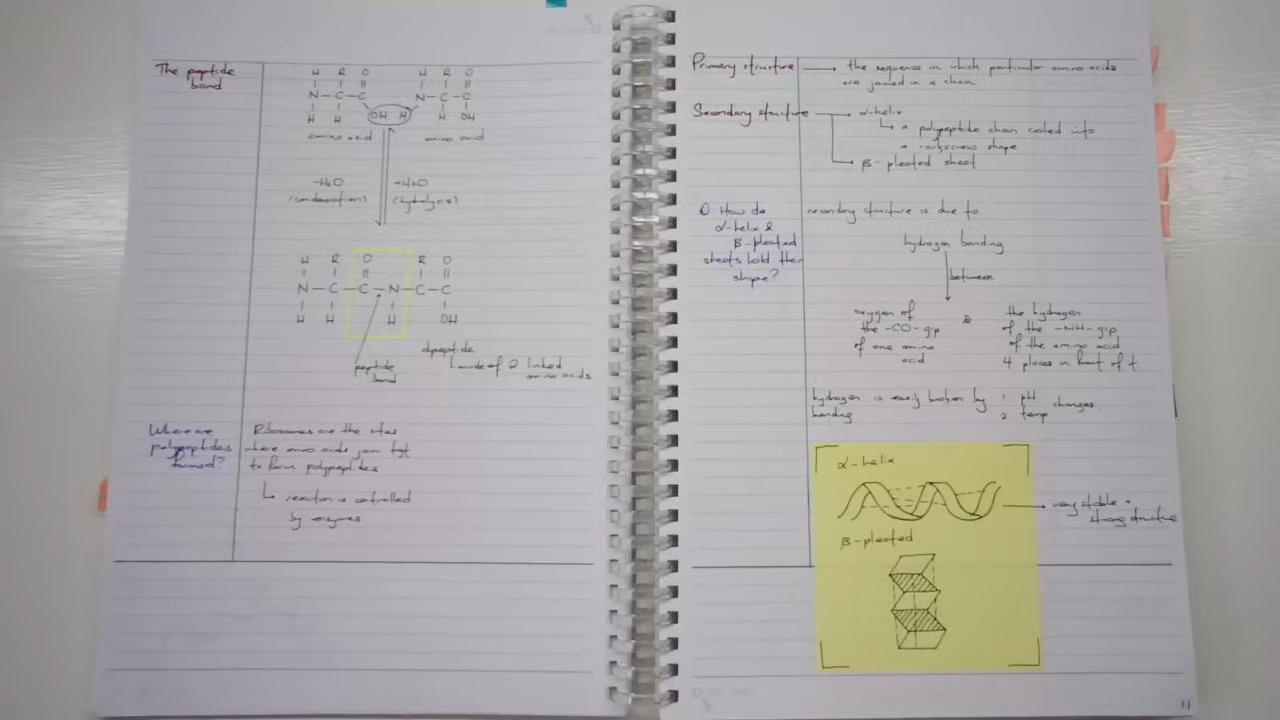 The peptide
bond
H R O H R O
N - C - C N - C - C
H H OH H H OH
amino acid amino acid
-H₂O +H₂O
(condensation) (hydrolysis)
H R O R O
N - C - C - N - C - C
H H H OH
dipeptide
peptide
bond
made of 2 linked
amino acids
Where are
polypeptides
formed?
Ribosomes are the sites
where amino acids join tgt
to form polypeptides
reaction is controlled
by enzymes
Primary structure
the sequence in which particular amino acids
are joined in a chain
Secondary structure
α-helix
a polypeptide chain coiled into
a corkscrew shape
β-pleated sheet
How do
α-helix &
β-pleated
sheets hold their
shape?
secondary structure is due to
hydrogen bonding
between
oxygen of
the -CO- grp
of one amino
acid
&
the hydrogen
of the -NH- grp
of the amino acid
4 places in front of it
hydrogen is easily broken by 1 pH changes
bonding 2 temp
α-helix
very stable +
strong structure
β-pleated
11